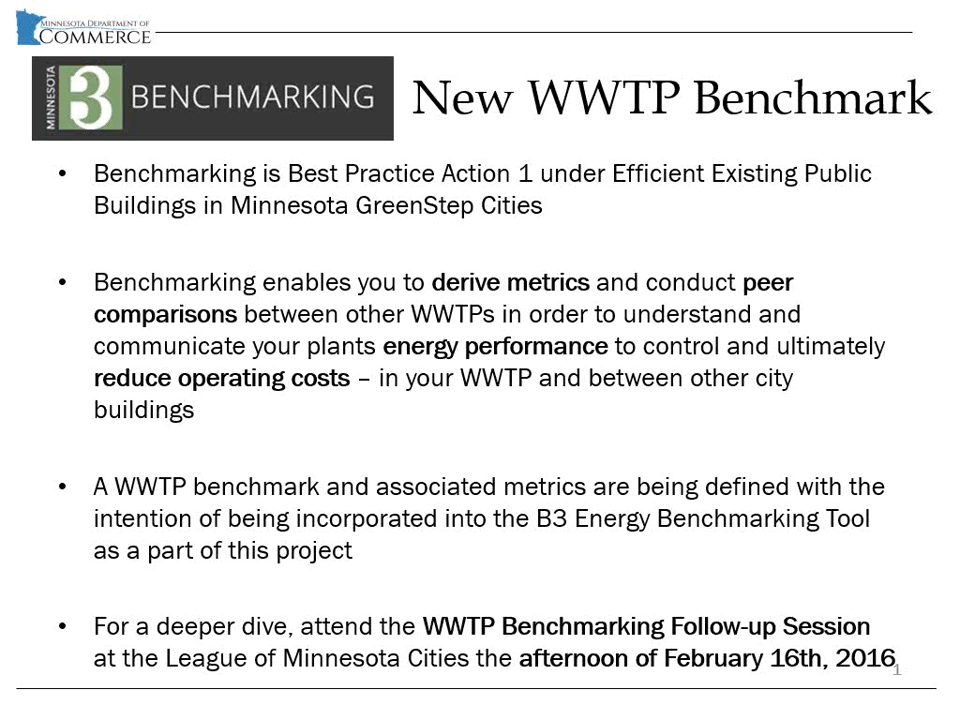 MINNESOTA DEPARTMENT OF
COMMERCE
MINNESOTA
B3 BENCHMARKING
New WWTP Benchmark
• Benchmarking is Best Practice Action 1 under Efficient Existing Public
Buildings in Minnesota GreenStep Cities
• Benchmarking enables you to derive metrics and conduct peer
comparisons between other WWTPs in order to understand and
communicate your plants energy performance to control and ultimately
reduce operating costs – in your WWTP and between other city
buildings
• A WWTP benchmark and associated metrics are being defined with the
intention of being incorporated into the B3 Energy Benchmarking Tool
as a part of this project
• For a deeper dive, attend the WWTP Benchmarking Follow-up Session
at the League of Minnesota Cities the afternoon of February 16th, 2016
1